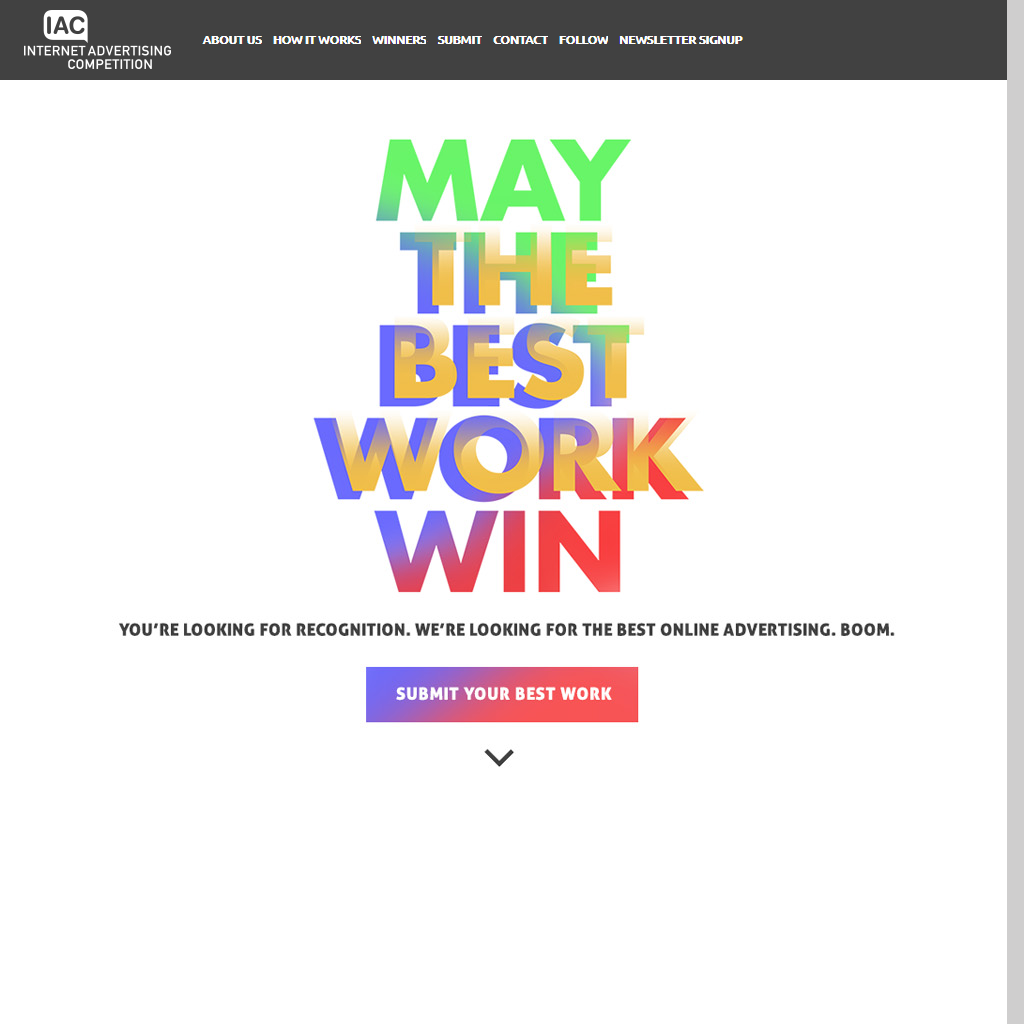 IAC
INTERNET ADVERTISING
COMPETITION
ABOUT US HOW IT WORKS WINNERS SUBMIT CONTACT FOLLOW NEWSLETTER SIGNUP
MAY
THE
BEST
WORK
WIN
YOU’RE LOOKING FOR RECOGNITION. WE’RE LOOKING FOR THE BEST ONLINE ADVERTISING. BOOM.
SUBMIT YOUR BEST WORK